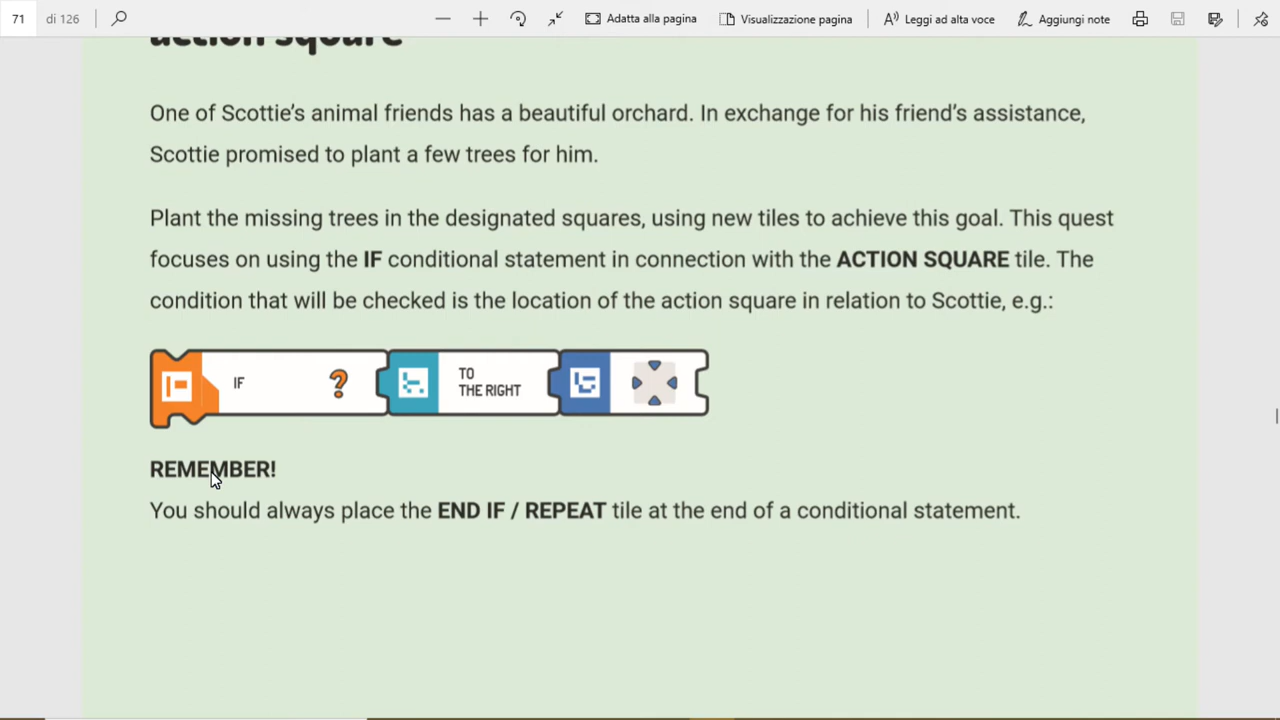 71 di 126 Adatta alla pagina Visualizzazione pagina Leggi ad alta voce Aggiungi note
action square
One of Scottie's animal friends has a beautiful orchard. In exchange for his friend's assistance,
Scottie promised to plant a few trees for him.
Plant the missing trees in the designated squares, using new tiles to achieve this goal. This quest
focuses on using the IF conditional statement in connection with the ACTION SQUARE tile. The
condition that will be checked is the location of the action square in relation to Scottie, e.g.:
IF ? TO
THE RIGHT
REMEMBER!
You should always place the END IF / REPEAT tile at the end of a conditional statement.